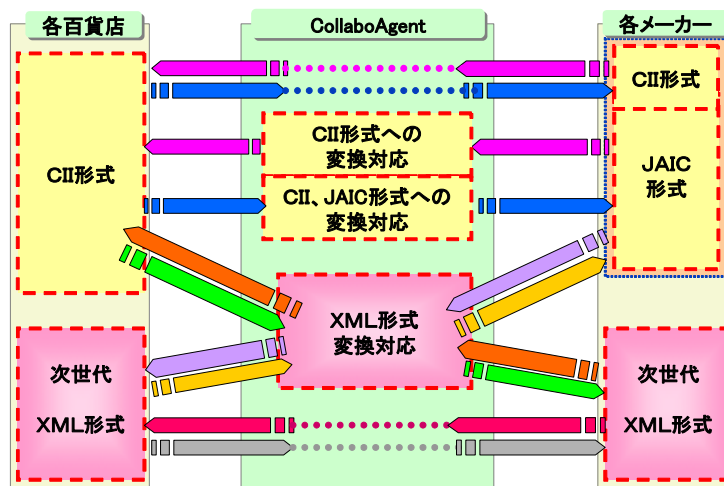 各百貨店
CollaboAgent
各メーカー
CII形式
CII形式
CII形式への
変換対応
JAIC
形式
CII、JAIC形式への
変換対応
XML形式
変換対応
次世代
XML形式
次世代
XML形式